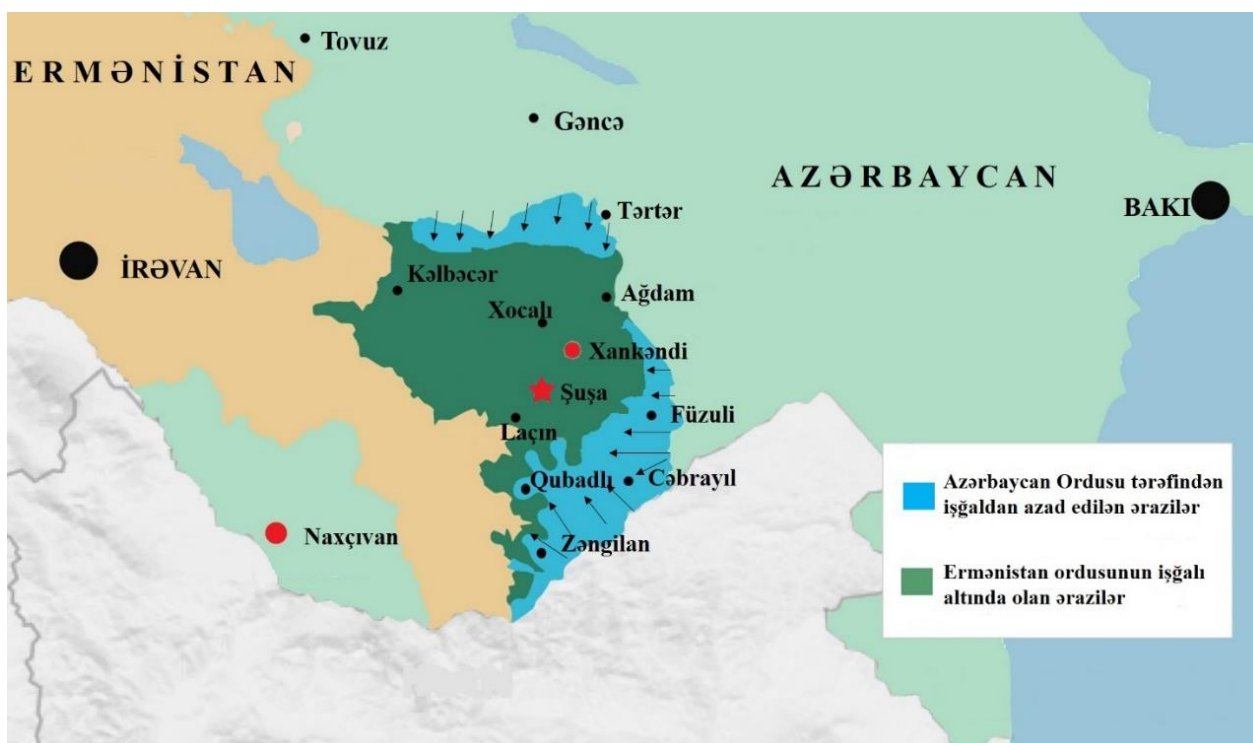 Tovuz
ERMƏNİSTAN
Gəncə
AZƏRBAYCAN
BAKI
Tərtər
İRƏVAN
Kəlbəcər
Ağdam
Xocalı
Xankəndi
Şuşa
Füzuli
Laçın
Qubadlı
Cəbrayıl
Naxçıvan
Zəngilan
Azərbaycan Ordusu tərəfindən
işğaldan azad edilən ərazilər
Ermənistan ordusunun işğalı
altında olan ərazilər